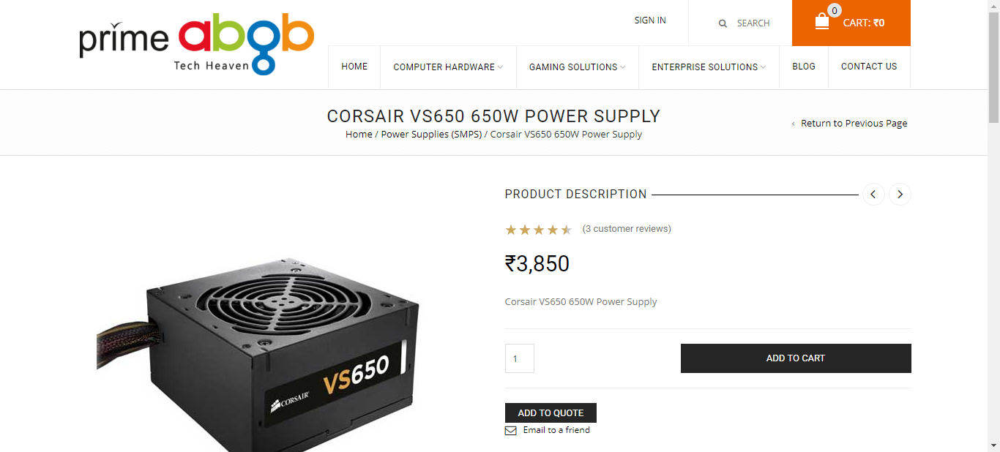 prime abgb
Tech Heaven
SIGN IN
SEARCH
0
CART: ₹0
HOME
COMPUTER HARDWARE
GAMING SOLUTIONS
ENTERPRISE SOLUTIONS
BLOG
CONTACT US
CORSAIR VS650 650W POWER SUPPLY
Home / Power Supplies (SMPS) / Corsair VS650 650W Power Supply
‹ Return to Previous Page
PRODUCT DESCRIPTION
(3 customer reviews)
₹3,850
Corsair VS650 650W Power Supply
1
ADD TO CART
ADD TO QUOTE
Email to a friend
VS650
CORSAIR